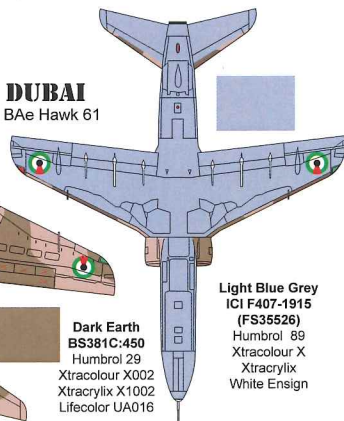 DUBAI
BAe Hawk 61
Dark Earth
BS381C:450
Humbrol 29
Xtracolour X002
Xtracrylix X1002
Lifecolor UA016
Light Blue Grey
ICI F407-1915
(FS35526)
Humbrol 89
Xtracolour X
Xtracrylix
White Ensign